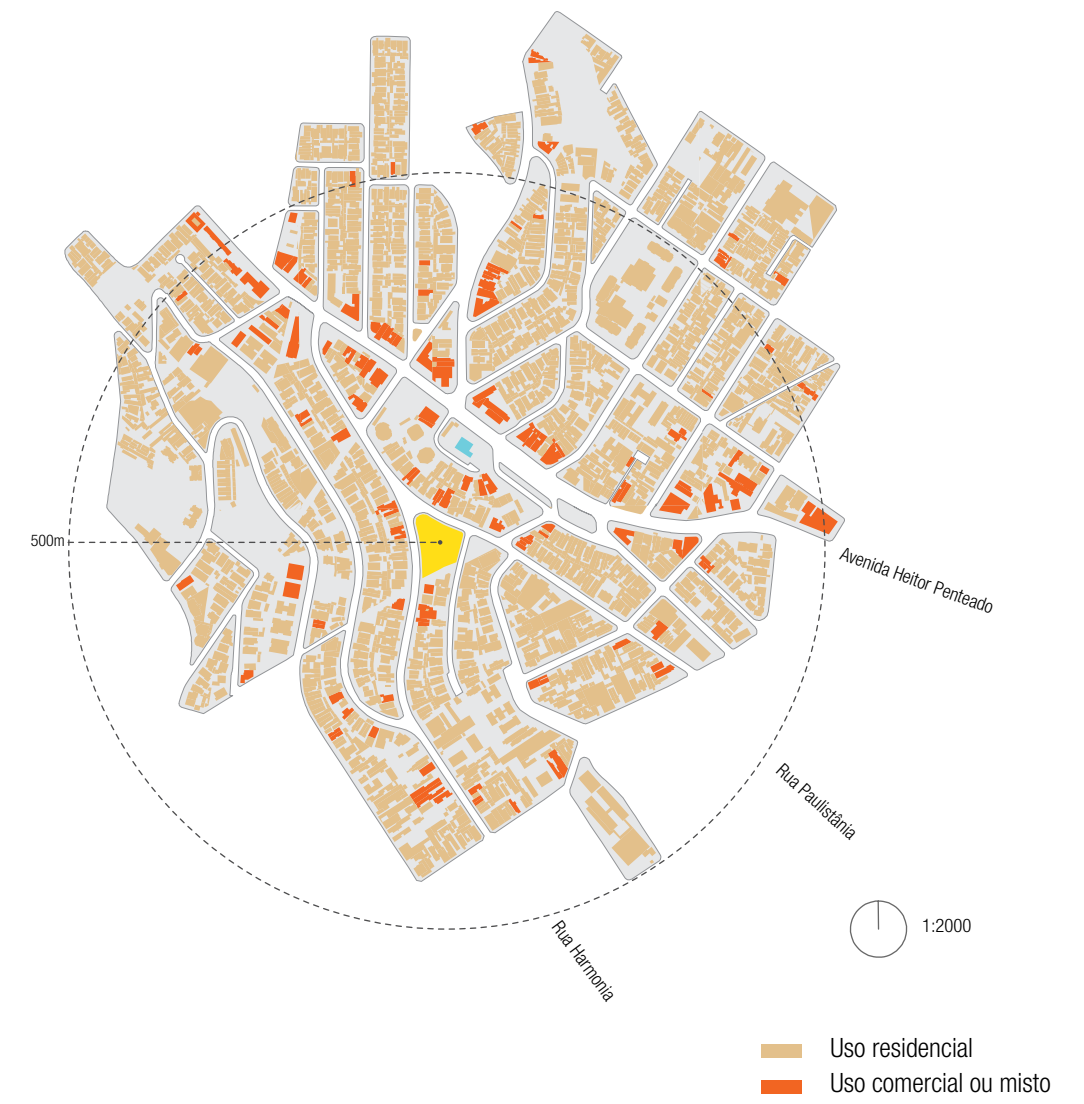 500m
Avenida Heitor Penteado
Rua Paulistânia
1:2000
Rua Harmonia
Uso residencial
Uso comercial ou misto